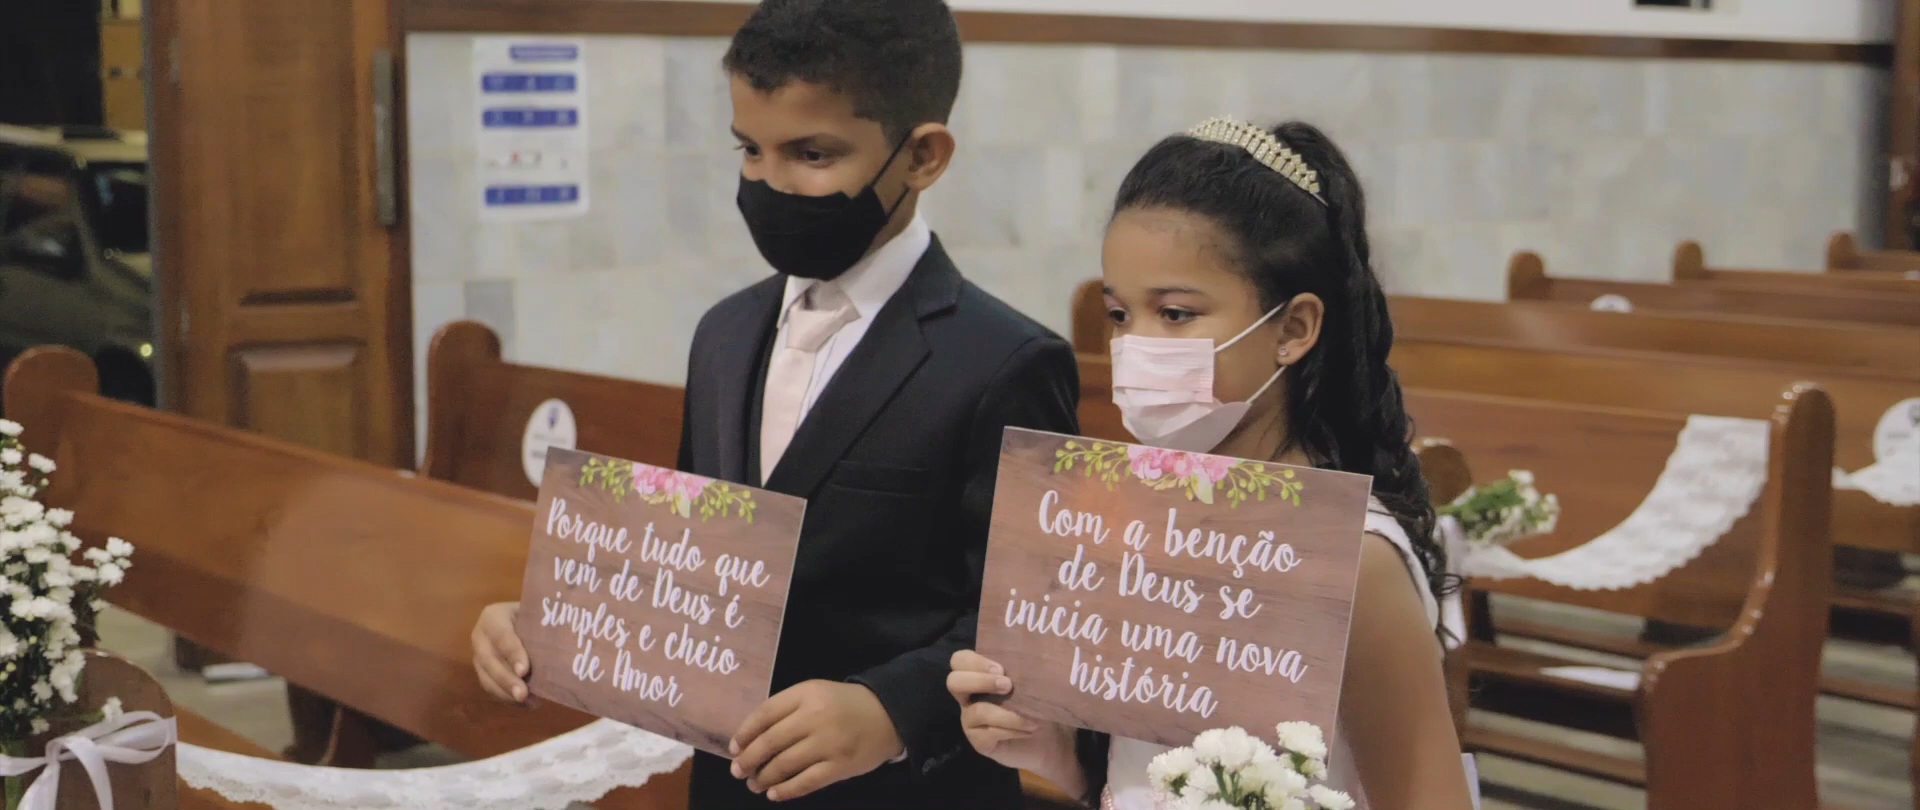 Porque tudo que
vem de Deus é
simples e cheio
de Amor
Com a benção
de Deus se
inicia uma nova
história